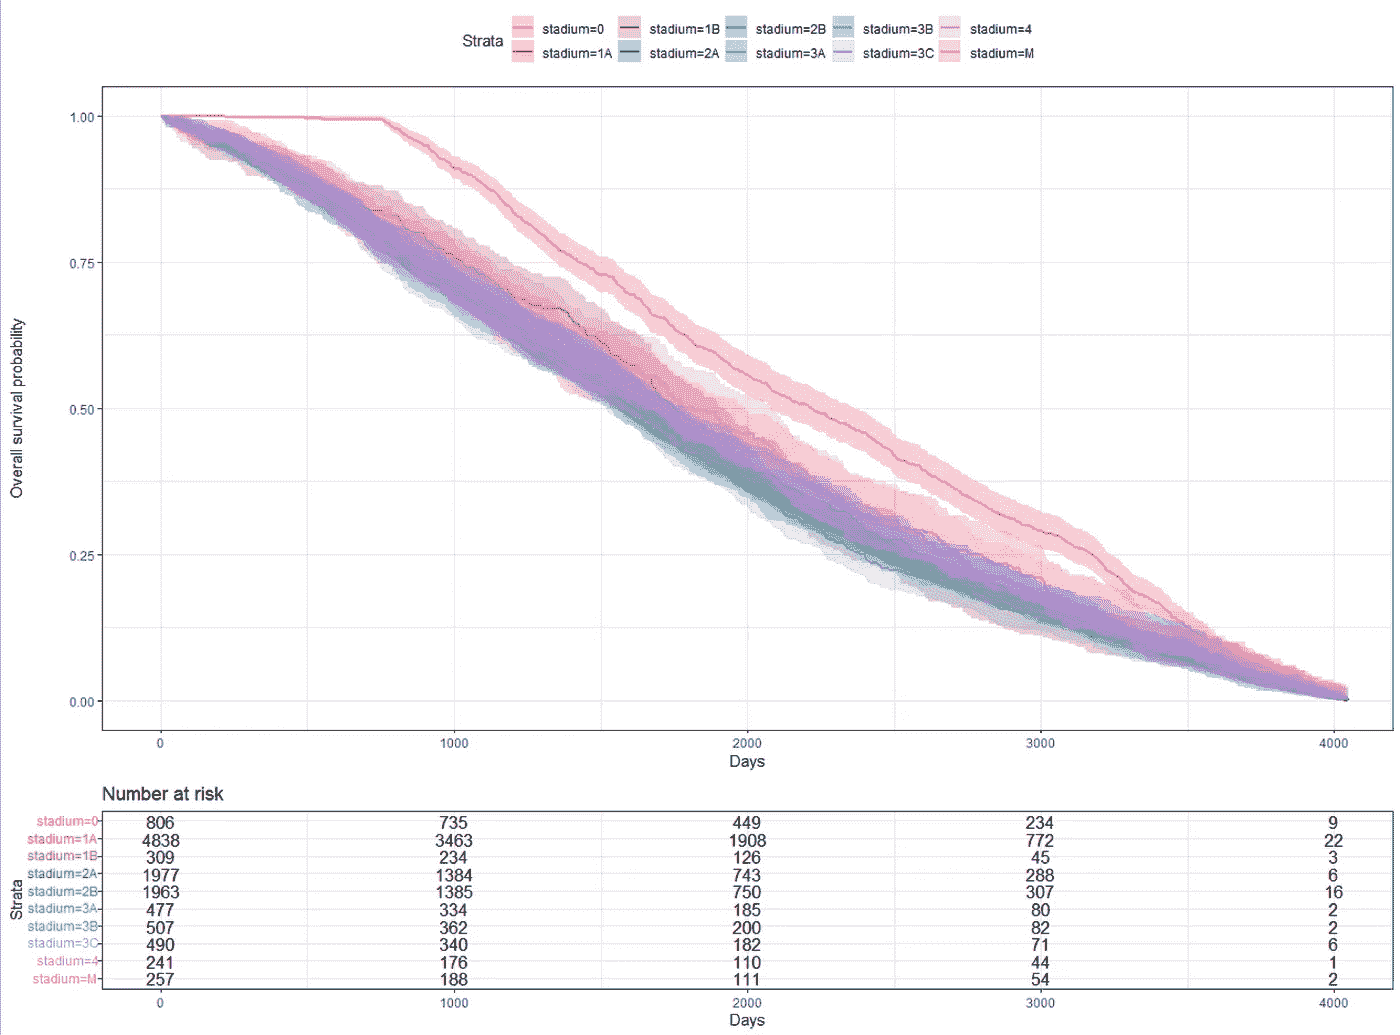 Strata
stadium=0 stadium=1B stadium=2B stadium=3B stadium=4
stadium=1A stadium=2A stadium=3A stadium=3C stadium=M
Overall survival probability
1.00
0.75
0.50
0.25
0.00
0 1000 2000 3000 4000
Days
Number at risk
Strata
stadium=0 806 735 449 234 9
stadium=1A 4838 3463 1908 772 22
stadium=1B 309 234 126 45 3
stadium=2A 1977 1384 743 288 6
stadium=2B 1963 1385 750 307 16
stadium=3A 477 334 185 80 2
stadium=3B 507 362 200 82 2
stadium=3C 490 340 182 71 6
stadium=4 241 176 110 44 1
stadium=M 257 188 111 54 2
0 1000 2000 3000 4000
Days